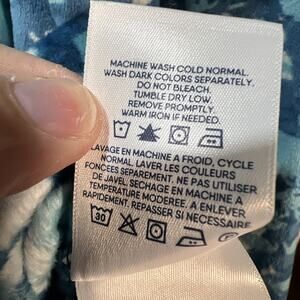 MACHINE WASH COLD NORMAL.
WASH DARK COLORS SEPARATELY.
DO NOT BLEACH.
TUMBLE DRY LOW.
REMOVE PROMPTLY.
WARM IRON IF NEEDED.
LAVAGE EN MACHINE A FROID, CYCLE
NORMAL. LAVER LES COULEURS
FONCÉES SEPAREMENT. NE PAS UTILISER
DE JAVEL. SECHAGE EN MACHINE A
TEMPERATURE MODEREE. A ENLEVER
RAPIDEMENT. REPASSER SI NECESSAIRE
30